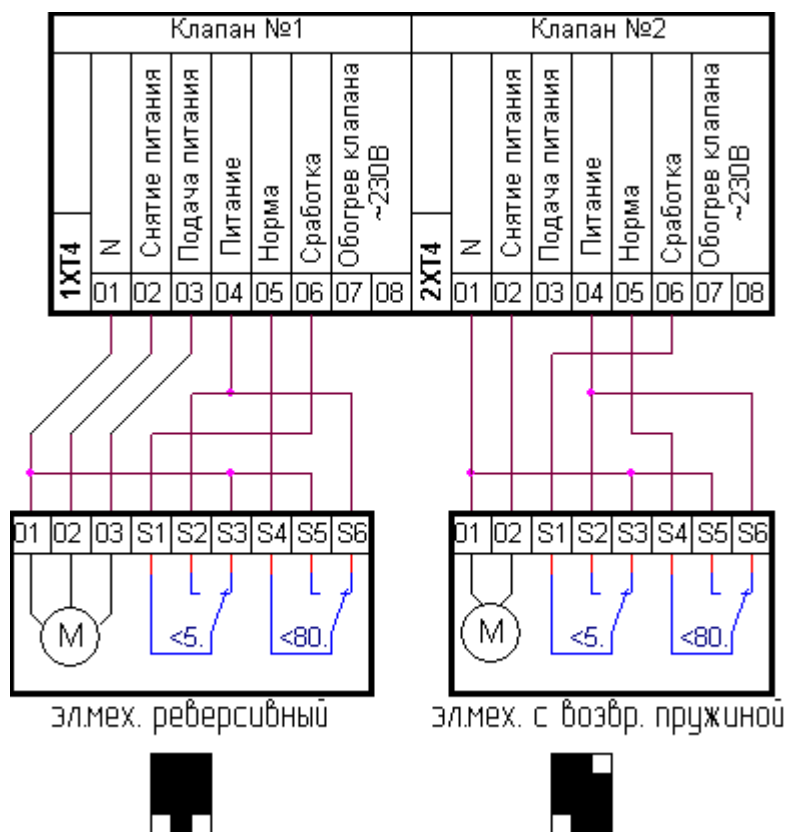 Клапан №1
Клапан №2
1XT4
N
Снятие питания
Подача питания
Питание
Норма
Сработка
Обогрев клапана
~230В
2XT4
N
Снятие питания
Подача питания
Питание
Норма
Сработка
Обогрев клапана
~230В
01 02 03 04 05 06 07 08
01 02 03 04 05 06 07 08
01 02 03 S1 S2 S3 S4 S5 S6
01 02 S1 S2 S3 S4 S5 S6
M <5. <80.
M <5. <80.
эл.мех. реверсивный
эл.мех. с возвр. пружиной